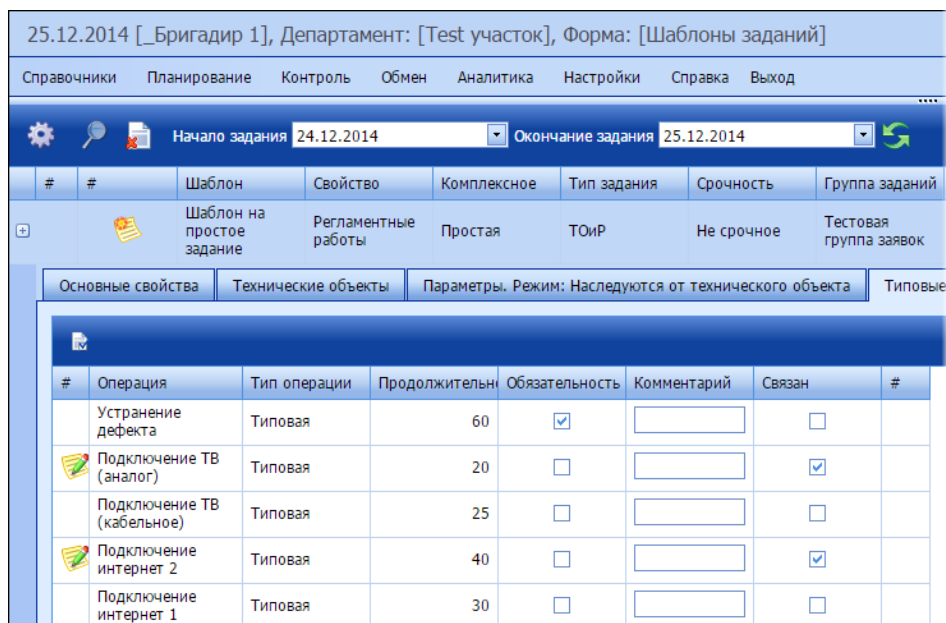 25.12.2014 [_Бригадир 1], Департамент: [Test участок], Форма: [Шаблоны заданий]
Справочники Планирование Контроль Обмен Аналитика Настройки Справка Выход
Начало задания 24.12.2014 Окончание задания 25.12.2014
# # Шаблон Свойство Комплексное Тип задания Срочность Группа заданий
Шаблон на простое задание Регламентные работы Простая ТОиР Не срочное Тестовая группа заявок
Основные свойства Технические объекты Параметры. Режим: Наследуются от технического объекта Типовые
# Операция Тип операции Продолжительн Обязательность Комментарий Связан #
Устранение дефекта Типовая 60
Подключение ТВ (аналог) Типовая 20
Подключение ТВ (кабельное) Типовая 25
Подключение интернет 2 Типовая 40
Подключение интернет 1 Типовая 30